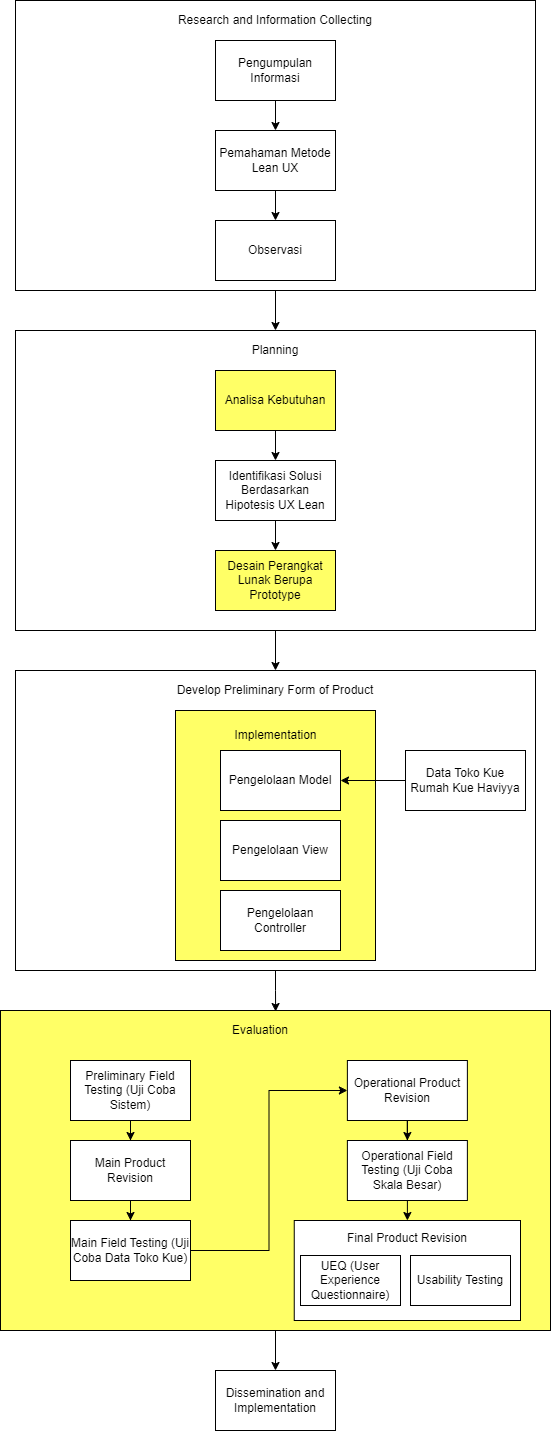 Research and Information Collecting
Pengumpulan
Informasi
Pemahaman Metode
Lean UX
Observasi
Planning
Analisa Kebutuhan
Identifikasi Solusi
Berdasarkan
Hipotesis UX Lean
Desain Perangkat
Lunak Berupa
Prototype
Develop Preliminary Form of Product
Implementation
Pengelolaan Model
Data Toko Kue
Rumah Kue Haviyya
Pengelolaan View
Pengelolaan
Controller
Evaluation
Preliminary Field
Testing (Uji Coba
Sistem)
Main Product
Revision
Main Field Testing (Uji
Coba Data Toko Kue)
Operational Product
Revision
Operational Field
Testing (Uji Coba
Skala Besar)
Final Product Revision
UEQ (User
Experience
Questionnaire)
Usability Testing
Dissemination and
Implementation